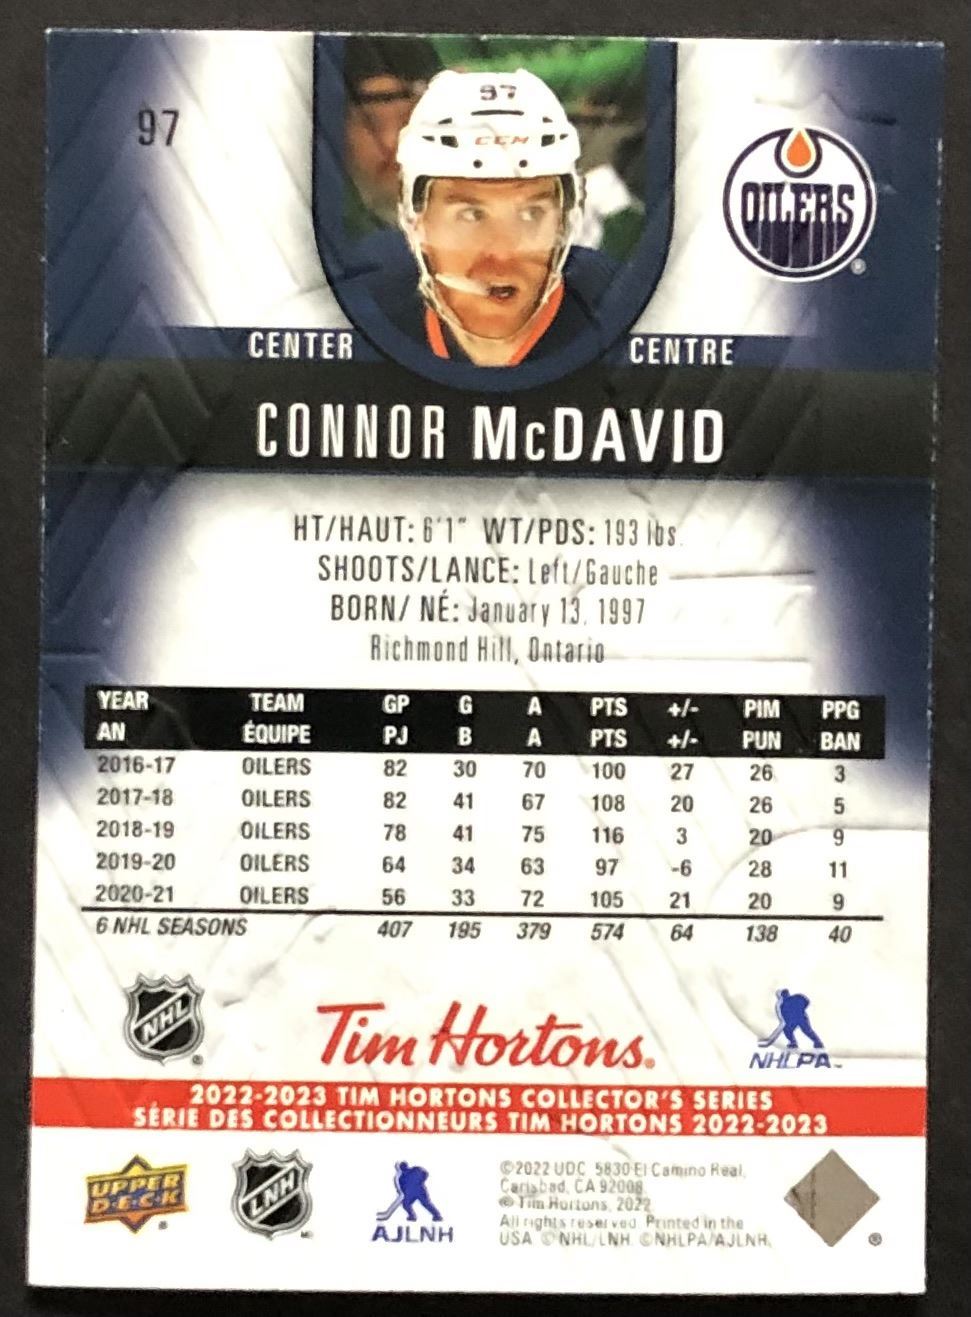 97
97
CCM
OILERS
CENTER CENTRE
CONNOR McDAVID
HT/HAUT: 6'1" WT/PDS: 193 lbs.
SHOOTS/LANCE: Left/Gauche
BORN/ NÉ: January 13, 1997
Richmond Hill, Ontario
YEAR TEAM GP G A PTS +/- PIM PPG
AN ÉQUIPE PJ B A PTS +/- PUN BAN
2016-17 OILERS 82 30 70 100 27 26 3
2017-18 OILERS 82 41 67 108 20 26 5
2018-19 OILERS 78 41 75 116 3 20 9
2019-20 OILERS 64 34 63 97 -6 28 11
2020-21 OILERS 56 33 72 105 21 20 9
6 NHL SEASONS 407 195 379 574 64 138 40
NHL
Tim Hortons.
NHLPA
2022-2023 TIM HORTONS COLLECTOR'S SERIES
SÉRIE DES COLLECTIONNEURS TIM HORTONS 2022-2023
UPPER
D·E·C·K
LNH
AJLNH
©2022 UDC 5830 El Camino Real,
Carlsbad, CA 92008.
© Tim Hortons, 2022
All rights reserved. Printed in the
USA ©NHL/LNH. ©NHLPA/AJLNH.